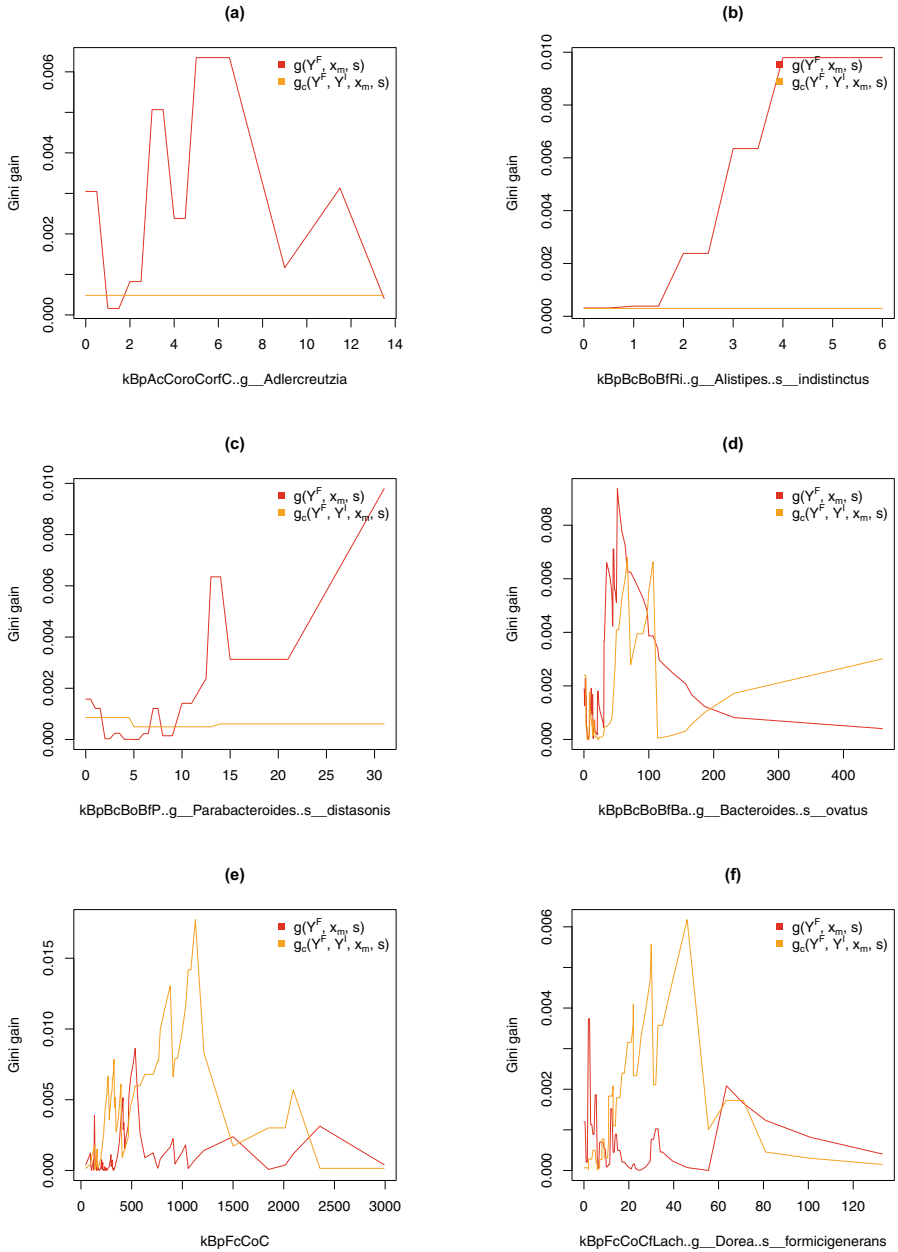 (a)
g(Y^F, x_m, s)
g_c(Y^F, Y^I, x_m, s)
Gini gain
0.000 0.002 0.004 0.006
0 2 4 6 8 10 12 14
kBpAcCoroCorfC..g__Adlercreutzia
(b)
g(Y^F, x_m, s)
g_c(Y^F, Y^I, x_m, s)
Gini gain
0.000 0.002 0.004 0.006 0.008 0.010
0 1 2 3 4 5 6
kBpBcBoBfRi..g__Alistipes..s__indistinctus
(c)
g(Y^F, x_m, s)
g_c(Y^F, Y^I, x_m, s)
Gini gain
0.000 0.002 0.004 0.006 0.008 0.010
0 5 10 15 20 25 30
kBpBcBoBfP..g__Parabacteroides..s__distasonis
(d)
g(Y^F, x_m, s)
g_c(Y^F, Y^I, x_m, s)
Gini gain
0.000 0.002 0.004 0.006 0.008
0 100 200 300 400
kBpBcBoBfBa..g__Bacteroides..s__ovatus
(e)
g(Y^F, x_m, s)
g_c(Y^F, Y^I, x_m, s)
Gini gain
0.000 0.005 0.010 0.015
0 500 1000 1500 2000 2500 3000
kBpFcCoC
(f)
g(Y^F, x_m, s)
g_c(Y^F, Y^I, x_m, s)
Gini gain
0.000 0.002 0.004 0.006
0 20 40 60 80 100 120
kBpFcCoCfLach..g__Dorea..s__formicigenerans